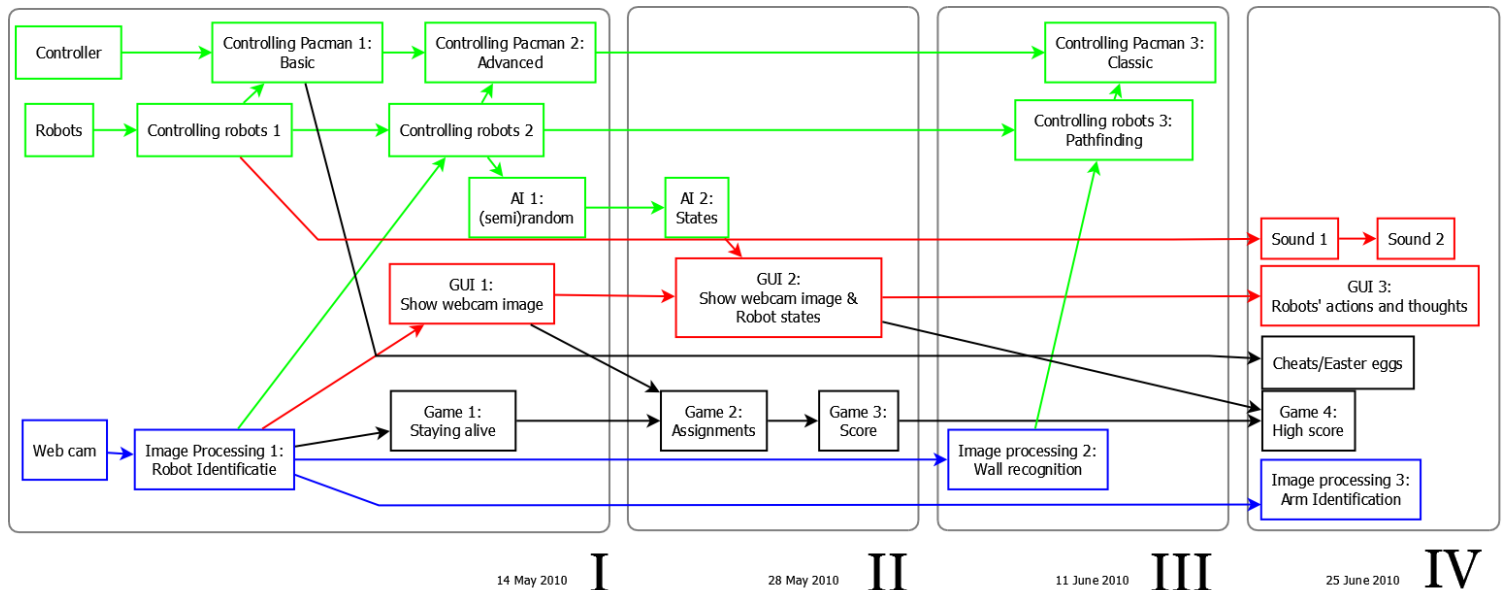 Controller
Controlling Pacman 1:
Basic
Controlling Pacman 2:
Advanced
Controlling Pacman 3:
Classic
Robots
Controlling robots 1
Controlling robots 2
Controlling robots 3:
Pathfinding
AI 1:
(semi)random
AI 2:
States
Sound 1
Sound 2
GUI 1:
Show webcam image
GUI 2:
Show webcam image &
Robot states
GUI 3:
Robots' actions and thoughts
Cheats/Easter eggs
Game 1:
Staying alive
Game 2:
Assignments
Game 3:
Score
Game 4:
High score
Web cam
Image Processing 1:
Robot Identificatie
Image processing 2:
Wall recognition
Image processing 3:
Arm Identification
14 May 2010 I
28 May 2010 II
11 June 2010 III
25 June 2010 IV